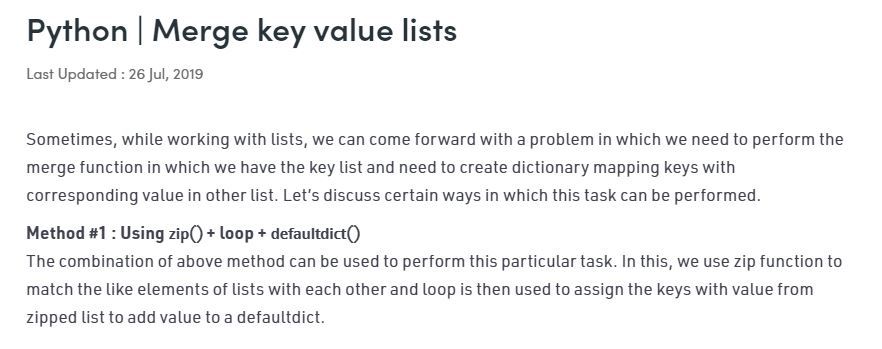 Python | Merge key value lists
Last Updated : 26 Jul, 2019
Sometimes, while working with lists, we can come forward with a problem in which we need to perform the
merge function in which we have the key list and need to create dictionary mapping keys with
corresponding value in other list. Let’s discuss certain ways in which this task can be performed.
Method #1 : Using zip() + loop + defaultdict()
The combination of above method can be used to perform this particular task. In this, we use zip function to
match the like elements of lists with each other and loop is then used to assign the keys with value from
zipped list to add value to a defaultdict.